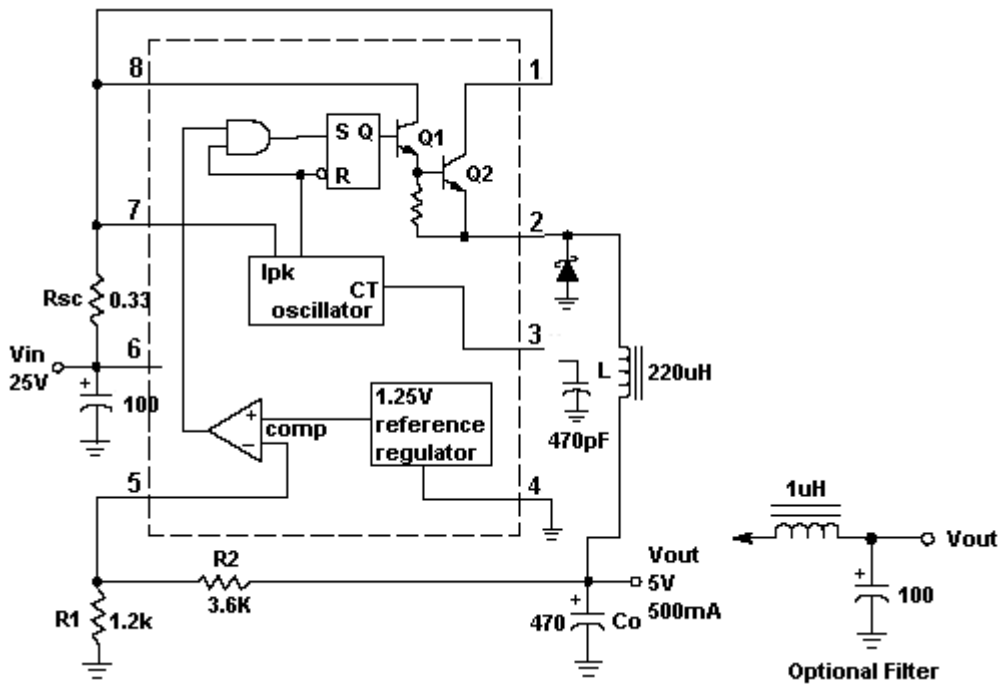 8
1
S Q
R
Q1
Q2
7
2
Ipk
CT
oscillator
Rsc
0.33
3
Vin
25V
6
100
+
L
220uH
1.25V
reference
regulator
+
−
comp
470pF
5
4
1uH
Vout
+
100
R2
3.6K
Vout
5V
500mA
R1
1.2k
+
470
Co
Optional Filter